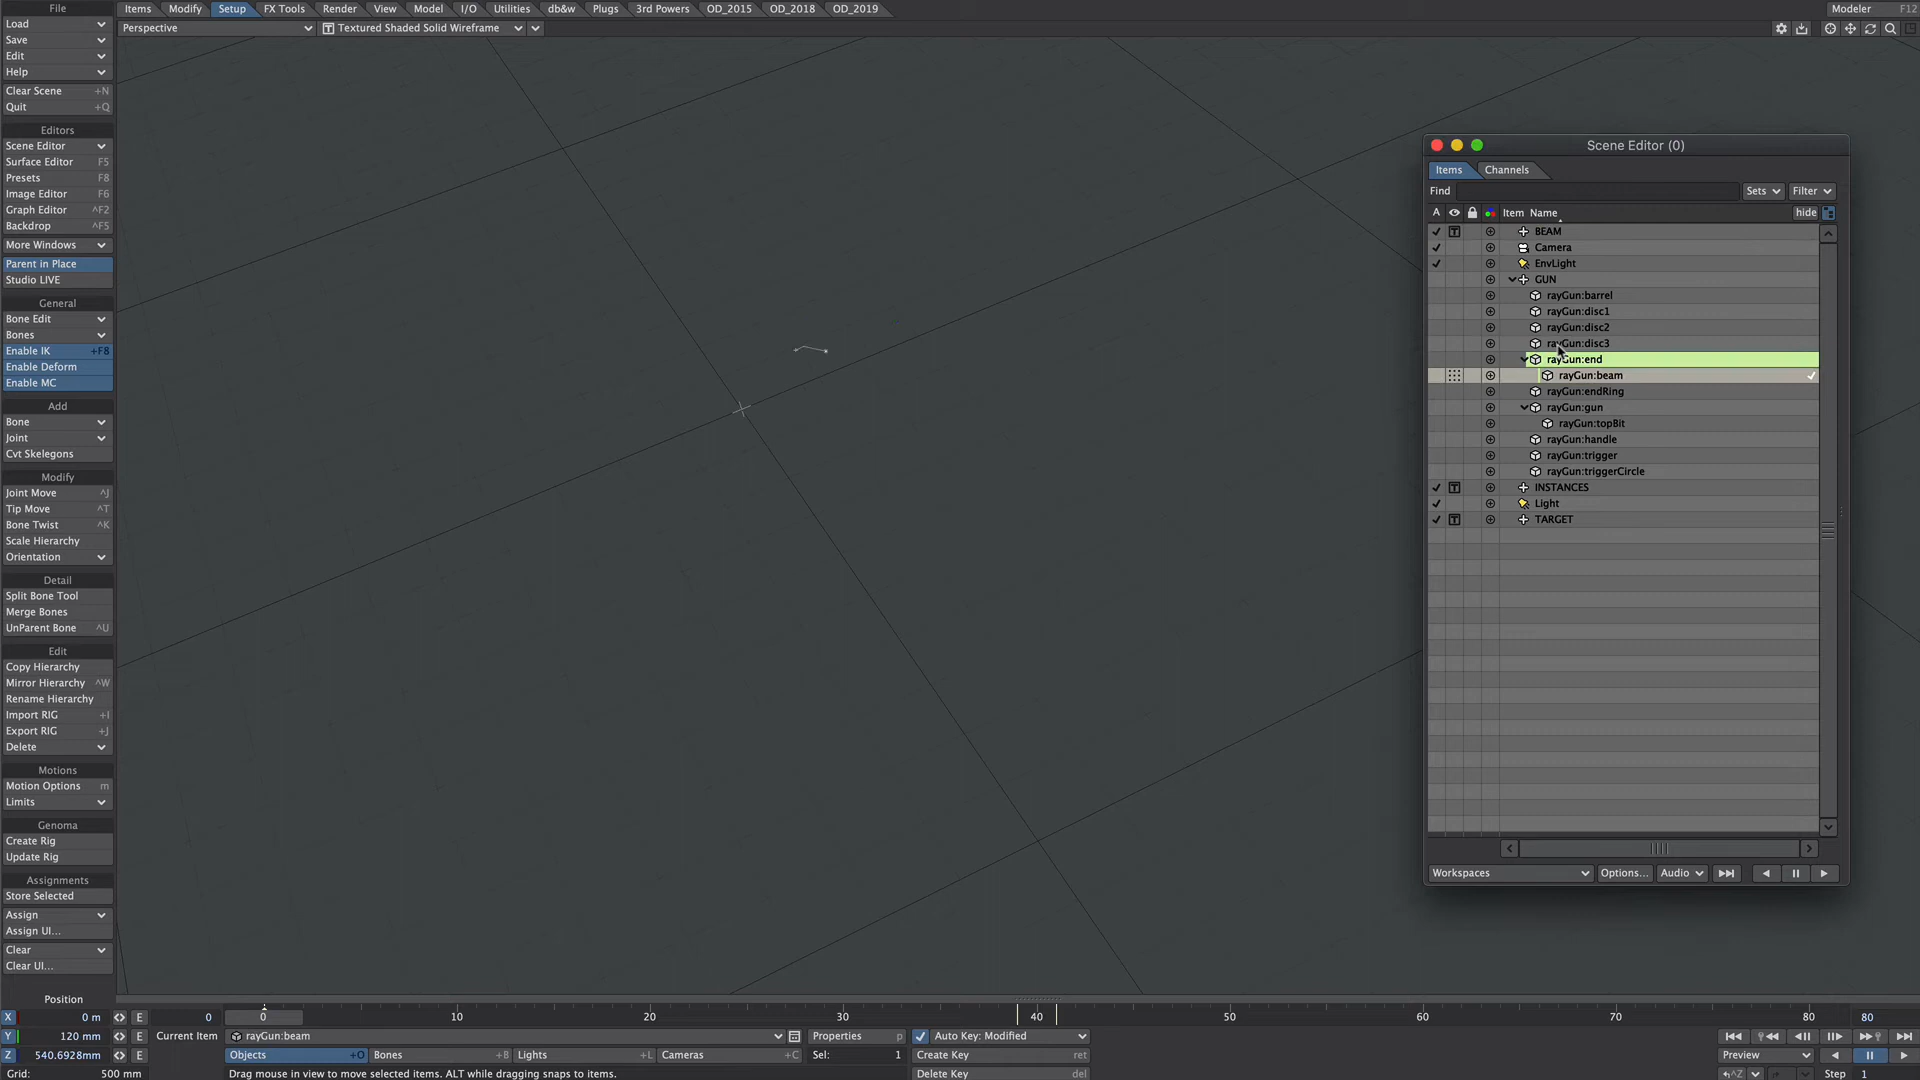 File
Load
Save
Edit
Help
Clear Scene +N
Quit +Q
Editors
Scene Editor
Surface Editor F5
Presets F8
Image Editor F6
Graph Editor ^F2
Backdrop ^F5
More Windows
Parent in Place
Studio LIVE
General
Bone Edit
Bones
Enable IK +F8
Enable Deform
Enable MC
Add
Bone
Joint
Cvt Skelegons
Modify
Joint Move ^J
Tip Move ^T
Bone Twist ^K
Scale Hierarchy
Orientation
Detail
Split Bone Tool
Merge Bones
UnParent Bone ^U
Edit
Copy Hierarchy
Mirror Hierarchy ^W
Rename Hierarchy
Import RIG +I
Export RIG +J
Delete
Motions
Motion Options m
Limits
Genoma
Create Rig
Update Rig
Assignments
Store Selected
Assign
Assign UI...
Clear
Clear UI...
Items Modify Setup FX Tools Render View Model I/O Utilities db&w Plugs 3rd Powers OD_2015 OD_2018 OD_2019
Modeler F12
Perspective Textured Shaded Solid Wireframe
Scene Editor (0)
Items Channels
Find Sets Filter
A Item Name hide
BEAM
Camera
EnvLight
GUN
rayGun:barrel
rayGun:disc1
rayGun:disc2
rayGun:disc3
rayGun:end
rayGun:beam
rayGun:endRing
rayGun:gun
rayGun:topBit
rayGun:handle
rayGun:trigger
rayGun:triggerCircle
INSTANCES
Light
TARGET
Workspaces Options... Audio
Position
X 0 m E 0 0 10 20 30 40 50 60 70 80 80
Y 120 mm E Current Item rayGun:beam Properties p Auto Key: Modified
Z 540.6928mm E Objects +O Bones +B Lights +L Cameras +C Sel: 1 Create Key ret Preview
Grid: 500 mm Drag mouse in view to move selected items. ALT while dragging snaps to items. Delete Key del ^Z Step 1